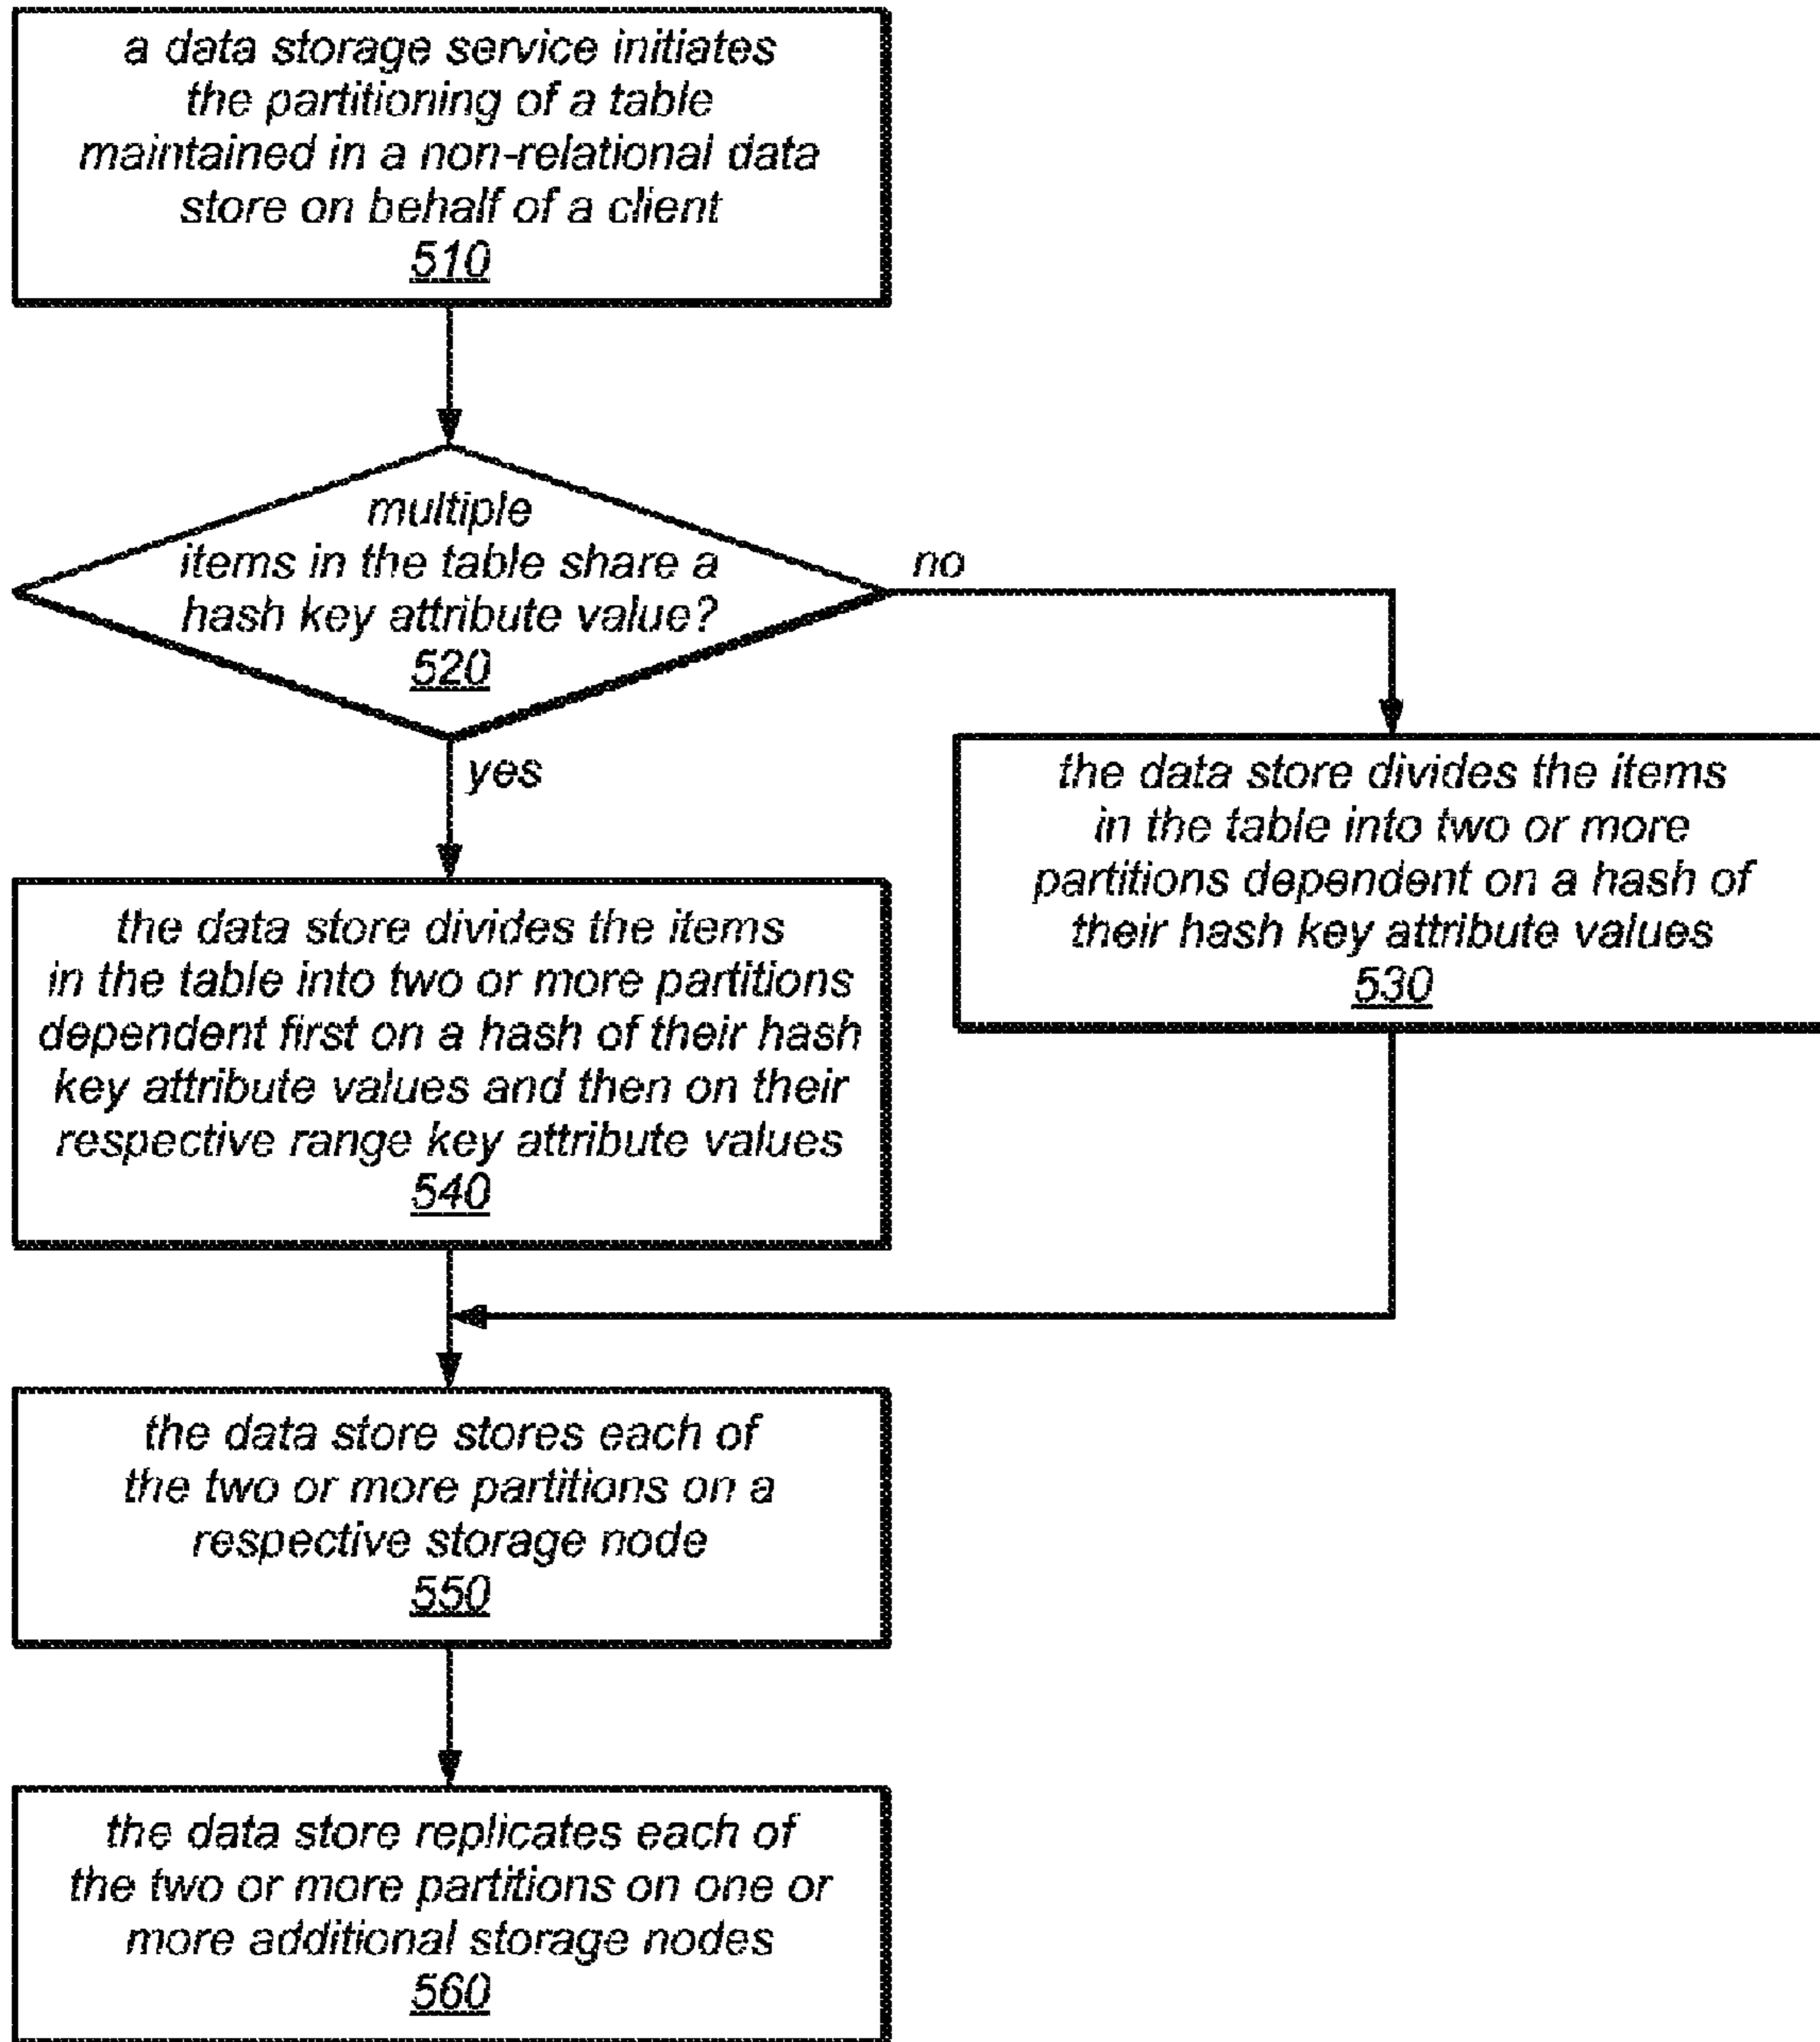 a data storage service initiates
the partitioning of a table
maintained in a non-relational data
store on behalf of a client
510
multiple
items in the table share a
hash key attribute value?
520
no
yes
the data store divides the items
in the table into two or more
partitions dependent on a hash of
their hash key attribute values
530
the data store divides the items
in the table into two or more partitions
dependent first on a hash of their hash
key attribute values and then on their
respective range key attribute values
540
the data store stores each of
the two or more partitions on a
respective storage node
550
the data store replicates each of
the two or more partitions on one or
more additional storage nodes
560